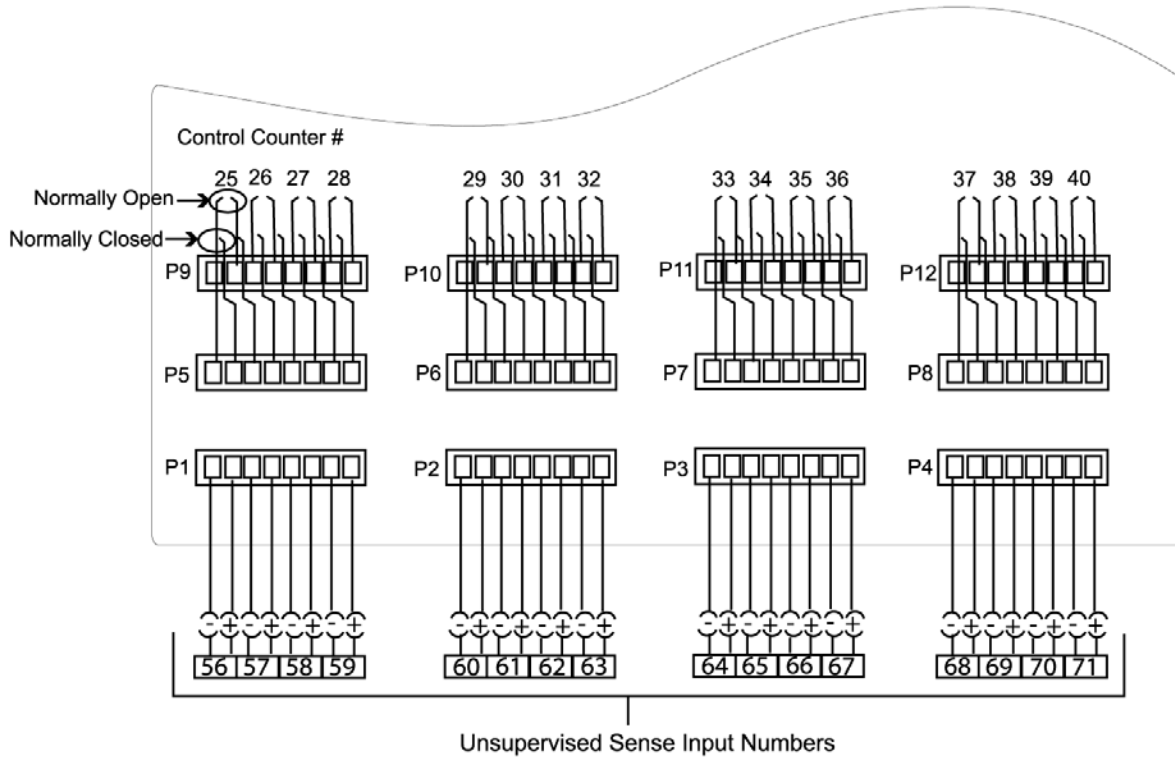 Control Counter #
25 26 27 28 29 30 31 32 33 34 35 36 37 38 39 40
Normally Open
Normally Closed
P9 P10 P11 P12
P5 P6 P7 P8
P1 P2 P3 P4
- + - + - + - + - + - + - + - + - + - + - + - + - + - + - + - +
56 57 58 59 60 61 62 63 64 65 66 67 68 69 70 71
Unsupervised Sense Input Numbers